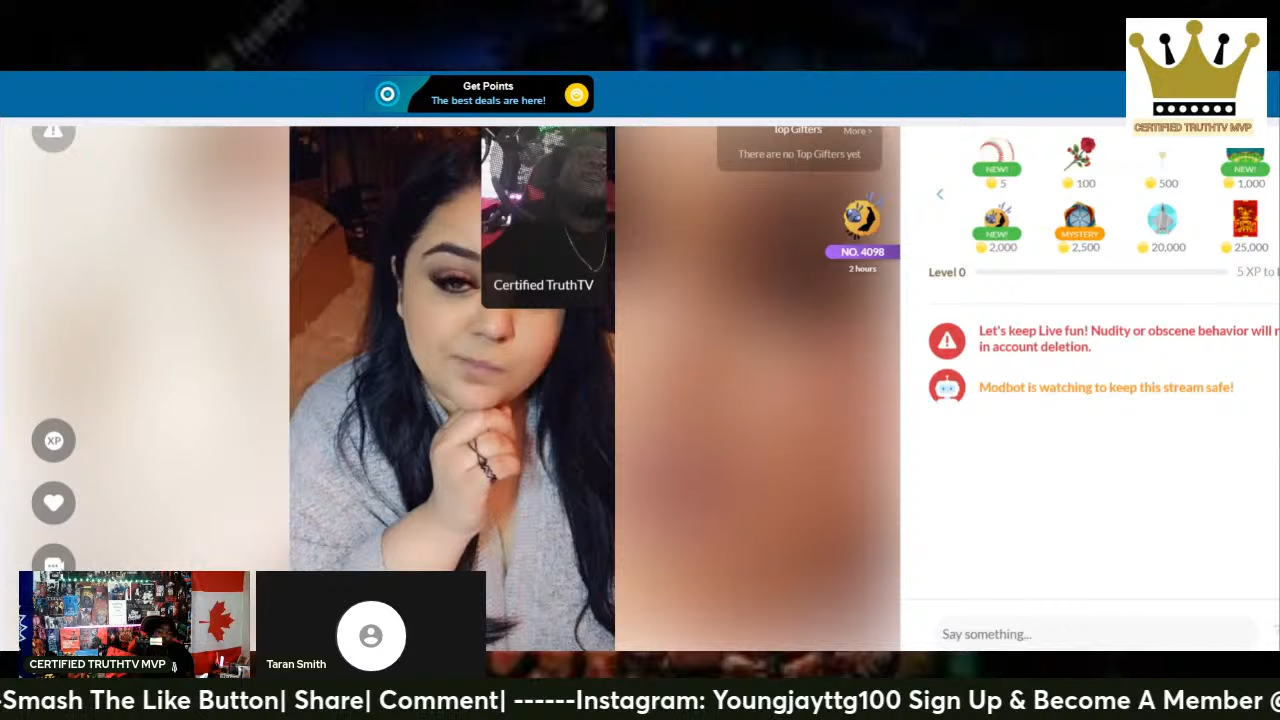 Get Points
The best deals are here!
CERTIFIED TRUTHTV MVP
Top Gifters
More >
There are no Top Gifters yet
NEW!
5
100
500
NEW!
1,000
NO. 4098
2 hours
NEW!
2,000
MYSTERY
2,500
20,000
25,000
Level 0
5 XP to
Certified TruthTV
Let's keep Live fun! Nudity or obscene behavior will
in account deletion.
Modbot is watching to keep this stream safe!
XP
Say something...
CERTIFIED TRUTHTV MVP
Taran Smith
-Smash The Like Button| Share| Comment| ------Instagram: Youngjayttg100 Sign Up & Become A Member @